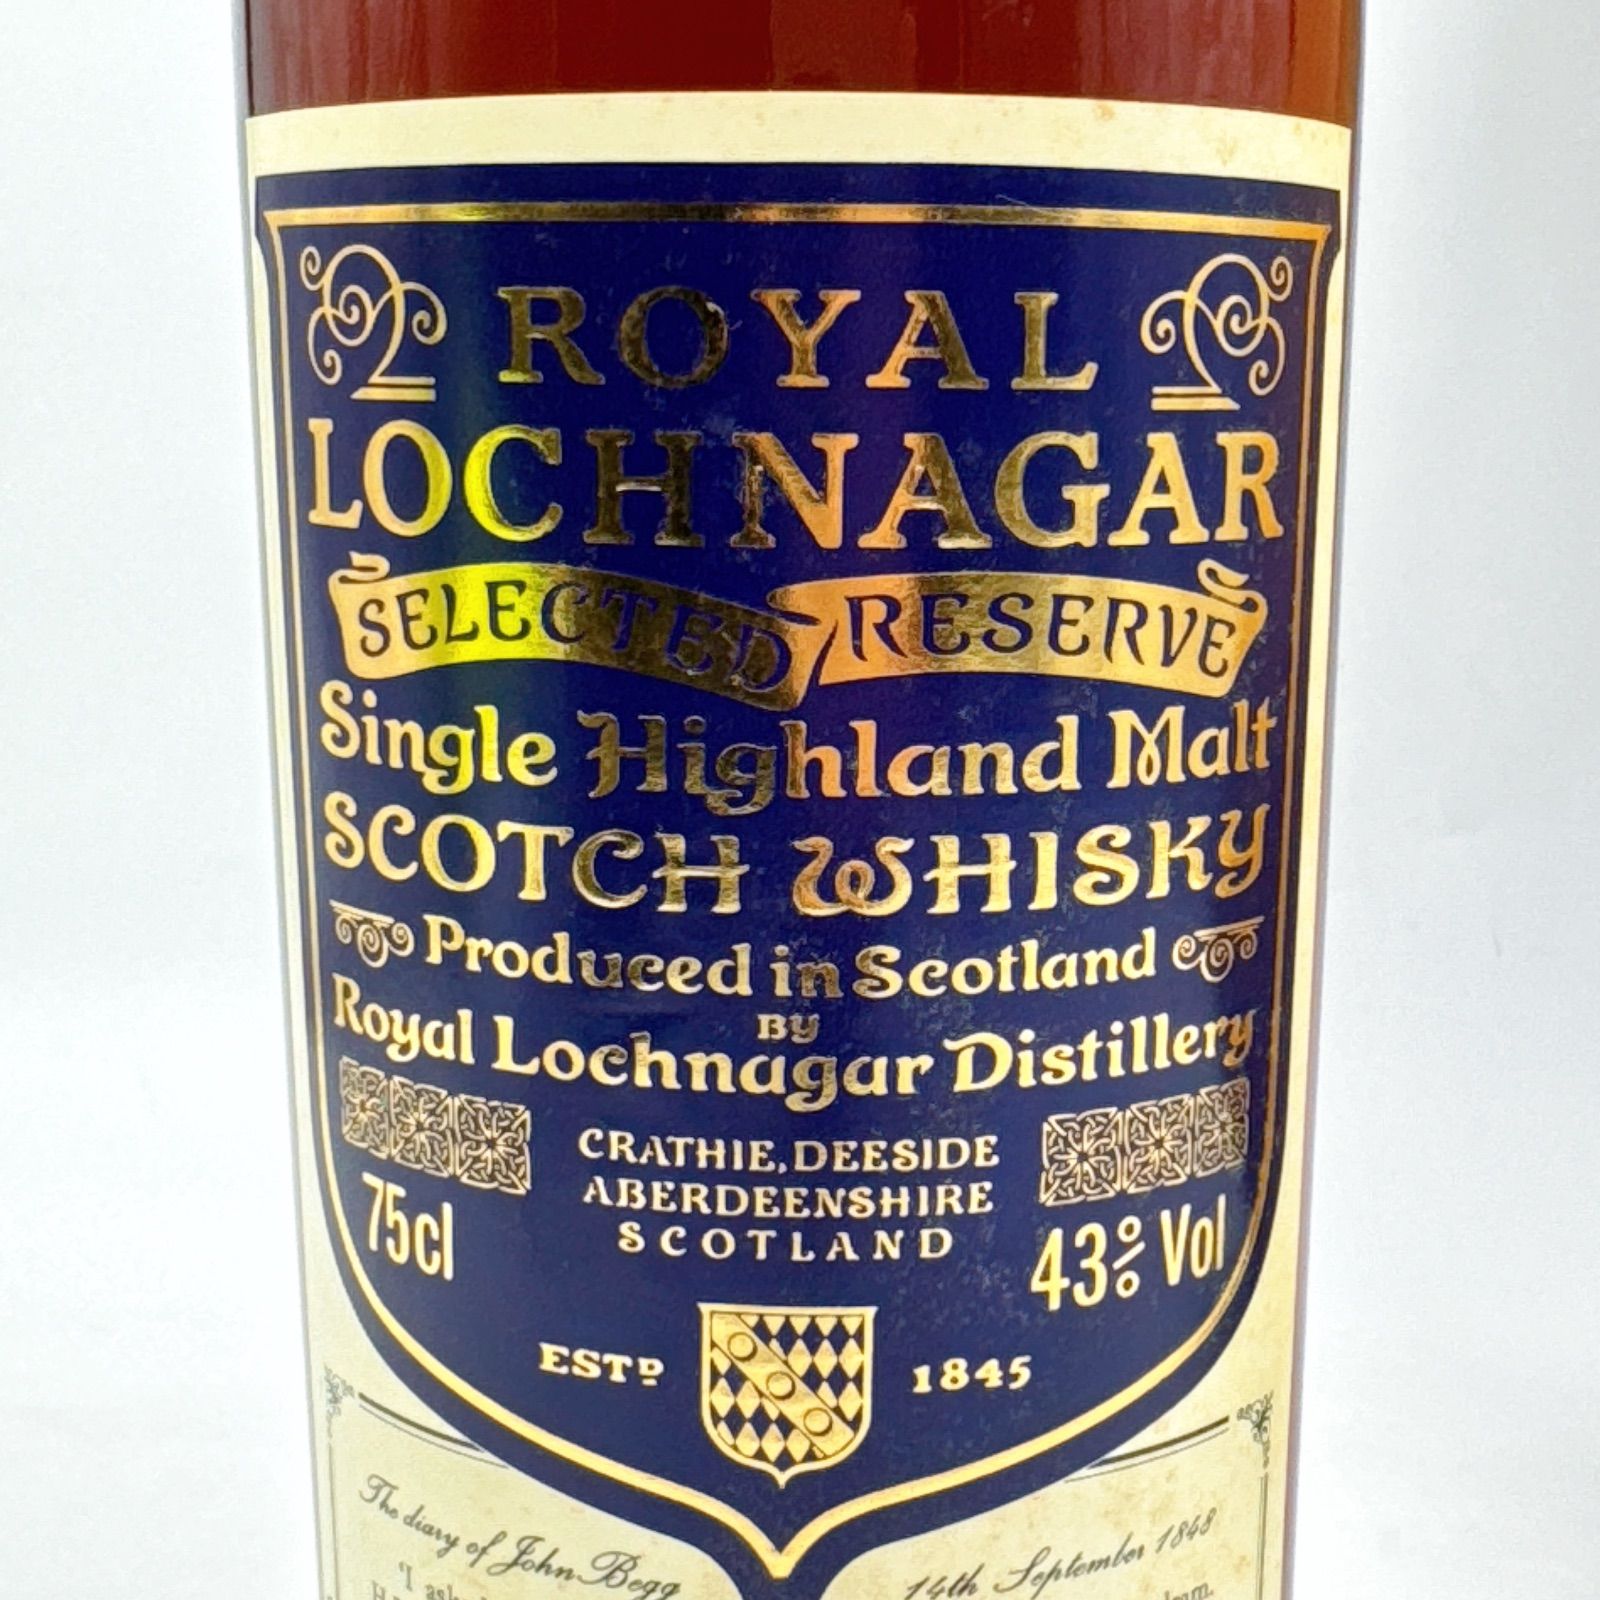 ROYAL
LOCHNAGAR
SELECTED RESERVE
Single Highland Malt
SCOTCH WHISKY
Produced in Scotland
BY
Royal Lochnagar Distillery
CRATHIE, DEESIDE
ABERDEENSHIRE
SCOTLAND
75cl
43% Vol
ESTD 1845
The diary of John Begg 14th September 1848
'I